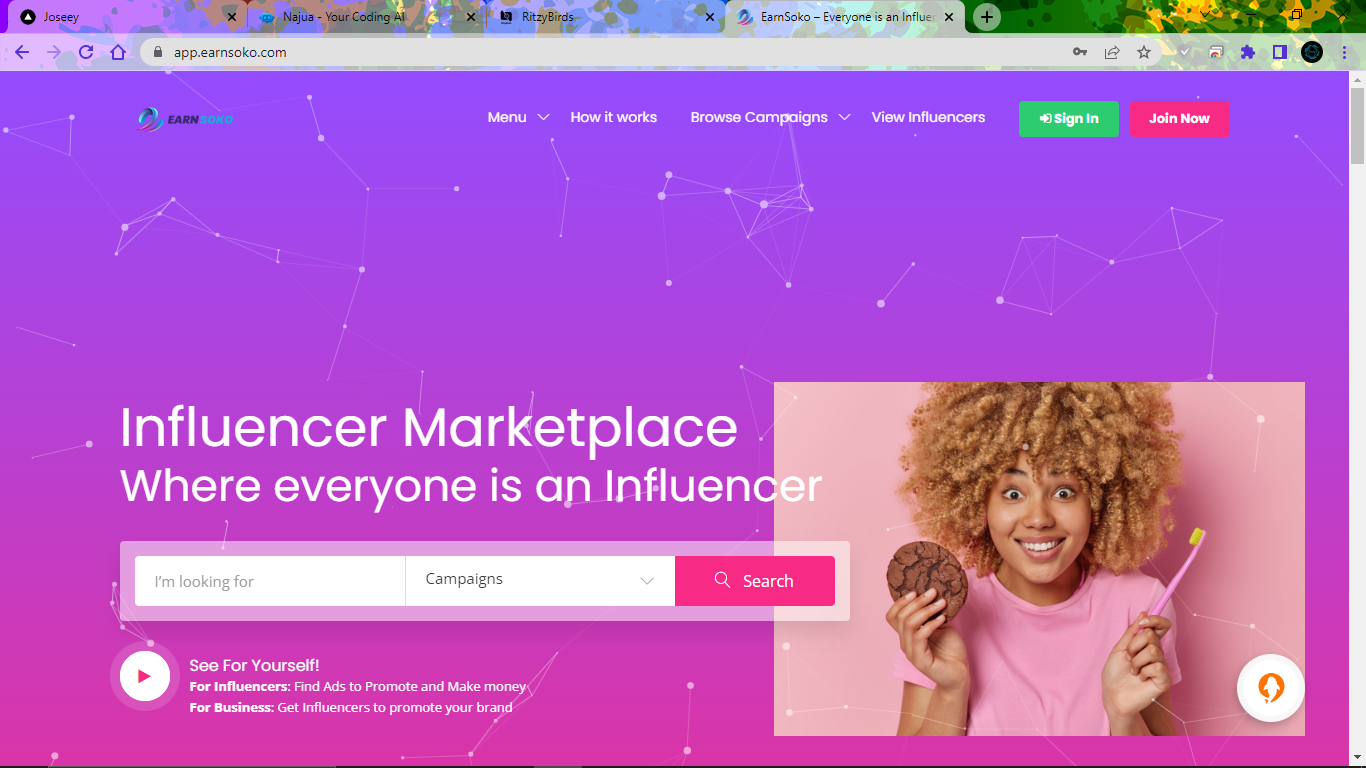 Joseey
Najua - Your Coding AI
RitzyBirds
EarnSoko – Everyone is an Influen
app.earnsoko.com
EARNSOKO
Menu
How it works
Browse Campaigns
View Influencers
Sign In
Join Now
Influencer Marketplace
Where everyone is an Influencer
I'm looking for
Campaigns
Search
See For Yourself!
For Influencers: Find Ads to Promote and Make money
For Business: Get Influencers to promote your brand